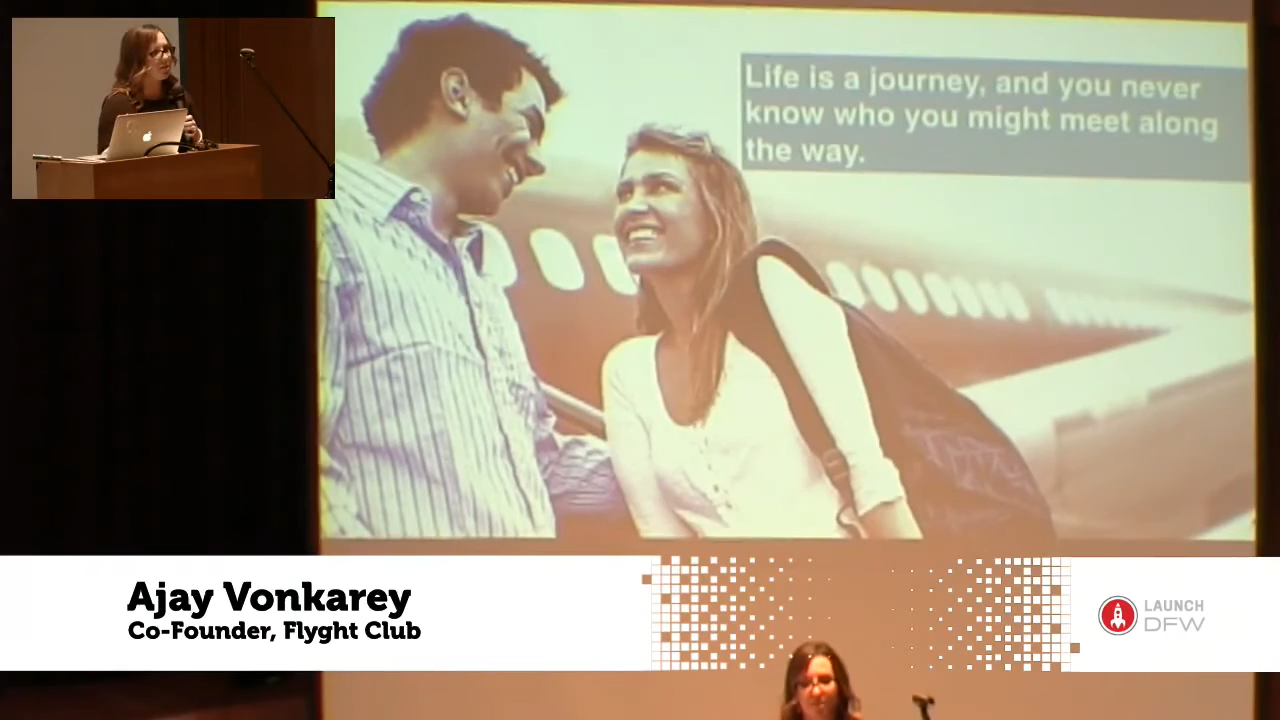 Life is a journey, and you never
know who you might meet along
the way.
Ajay Vonkarey
Co-Founder, Flyght Club
LAUNCH
DFW